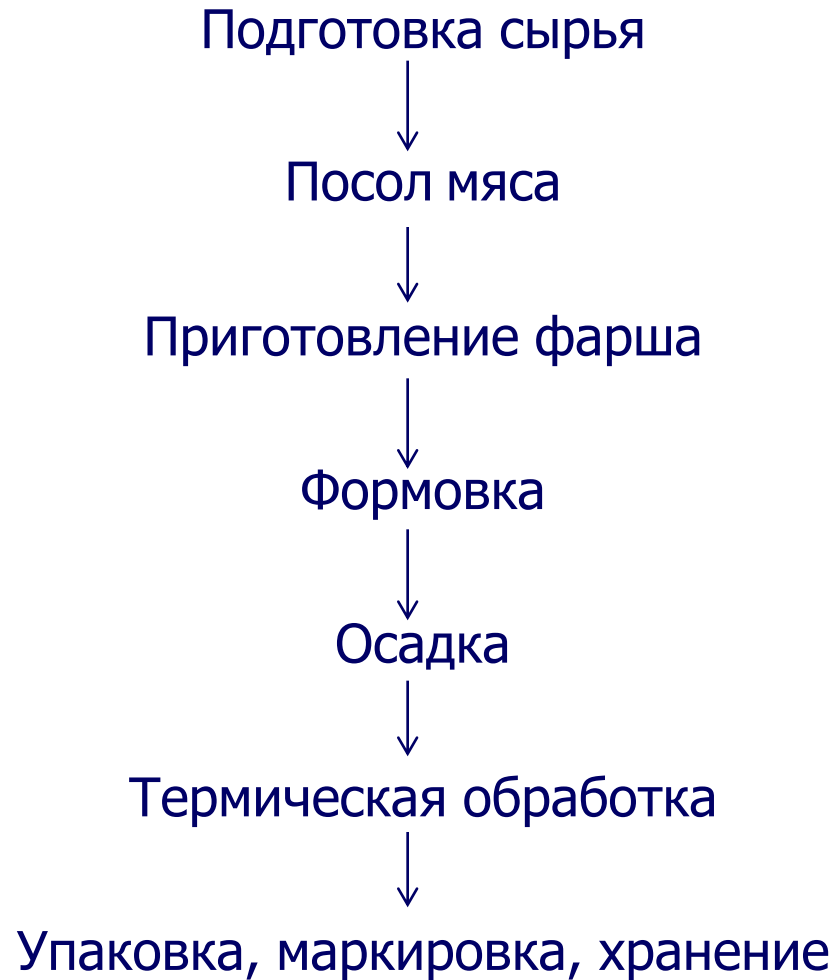 Подготовка сырья
Посол мяса
Приготовление фарша
Формовка
Осадка
Термическая обработка
Упаковка, маркировка, хранение